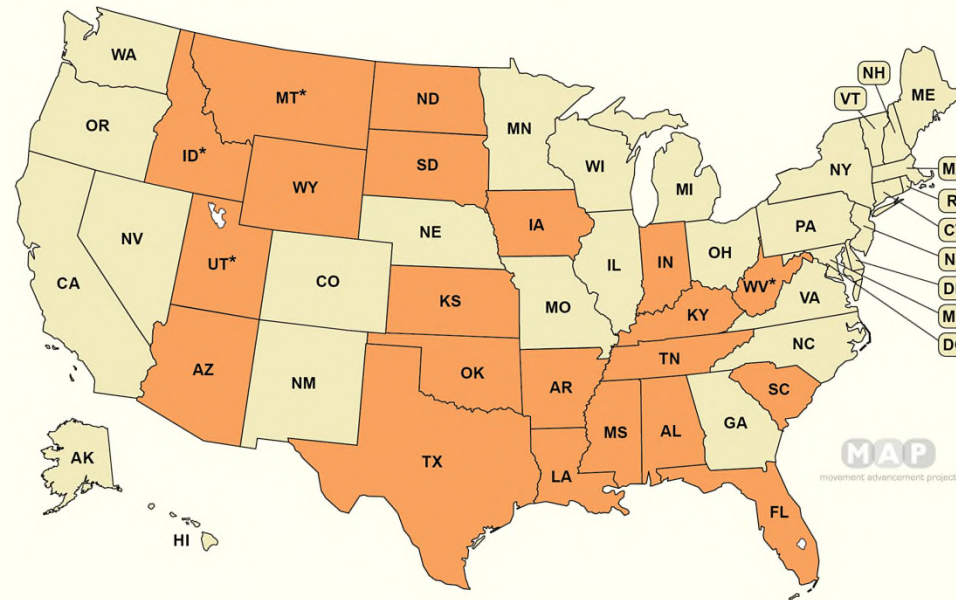 WA
OR
CA
NV
ID*
MT*
WY
UT*
AZ
CO
NM
ND
SD
NE
KS
OK
TX
MN
IA
MO
AR
LA
WI
IL
MI
IN
OH
KY
TN
MS
AL
GA
FL
SC
NC
VA
WV*
PA
NY
VT
NH
ME
M
R
C
N
D
M
D
AK
HI
MAP
movement advancement project